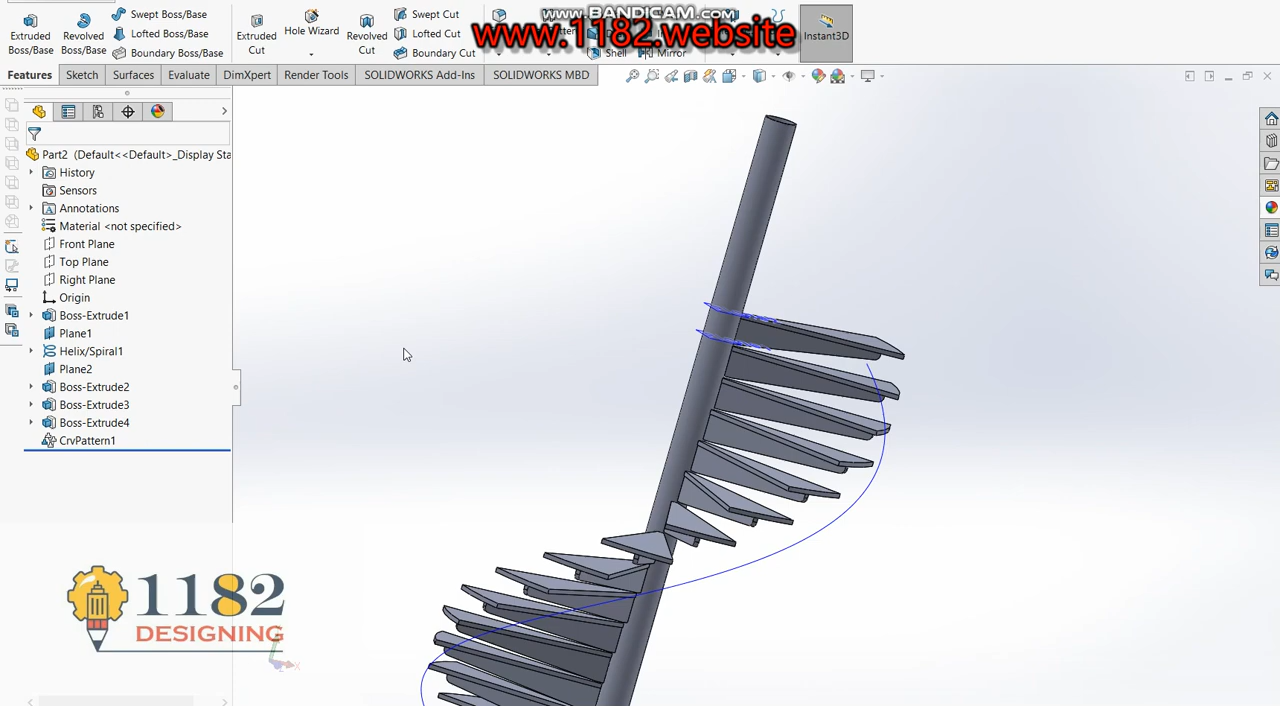 Extruded Boss/Base
Revolved Boss/Base
Swept Boss/Base
Lofted Boss/Base
Boundary Boss/Base
Extruded Cut
Hole Wizard
Revolved Cut
Swept Cut
Lofted Cut
Boundary Cut
www.BANDICAM.com
www.1182.website
Shell
Mirror
Instant3D
Features
Sketch
Surfaces
Evaluate
DimXpert
Render Tools
SOLIDWORKS Add-Ins
SOLIDWORKS MBD
Part2 (Default<<Default>_Display Sta
History
Sensors
Annotations
Material <not specified>
Front Plane
Top Plane
Right Plane
Origin
Boss-Extrude1
Plane1
Helix/Spiral1
Plane2
Boss-Extrude2
Boss-Extrude3
Boss-Extrude4
CrvPattern1
1182
DESIGNING